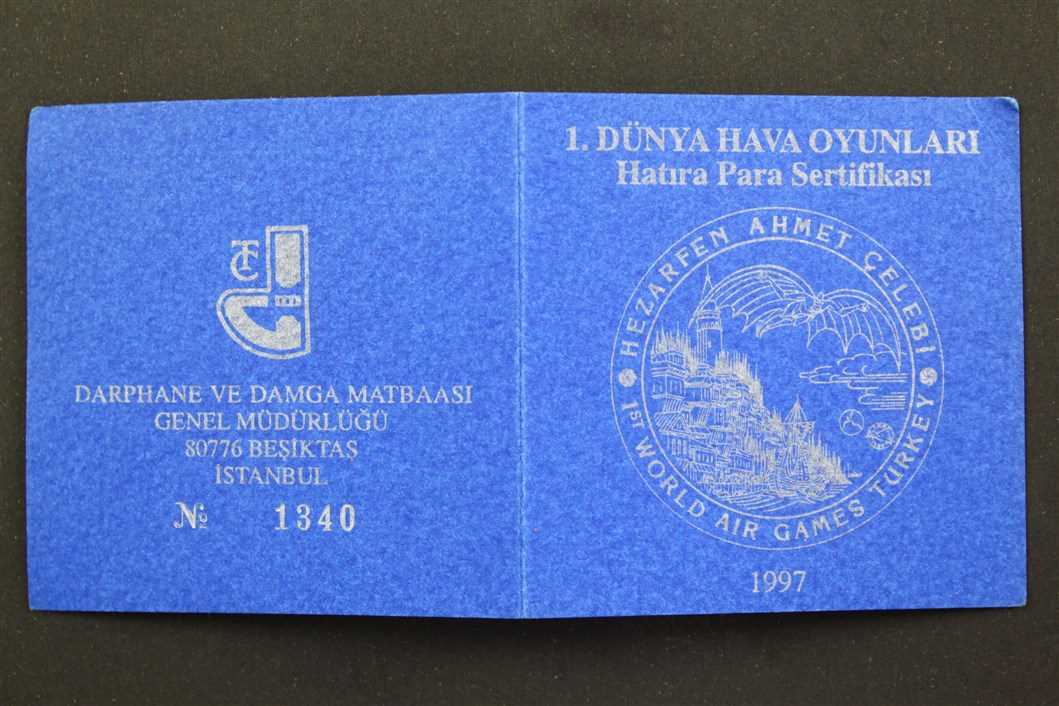 TC
DARPHANE VE DAMGA MATBAASI
GENEL MÜDÜRLÜĞÜ
80776 BEŞİKTAŞ
İSTANBUL
№ 1340
1. DÜNYA HAVA OYUNLARI
Hatıra Para Sertifikası
HEZARFEN AHMET ÇELEBİ
1ST WORLD AIR GAMES TURKEY
1997